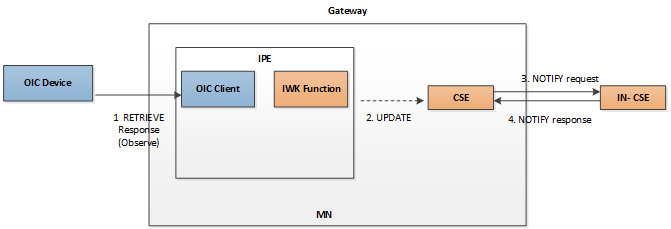 Gateway
IPE
OIC Device
OIC Client
IWK Function
CSE
IN- CSE
3. NOTIFY request
4. NOTIFY response
1 RETRIEVE
Response
(Observe)
2. UPDATE
MN